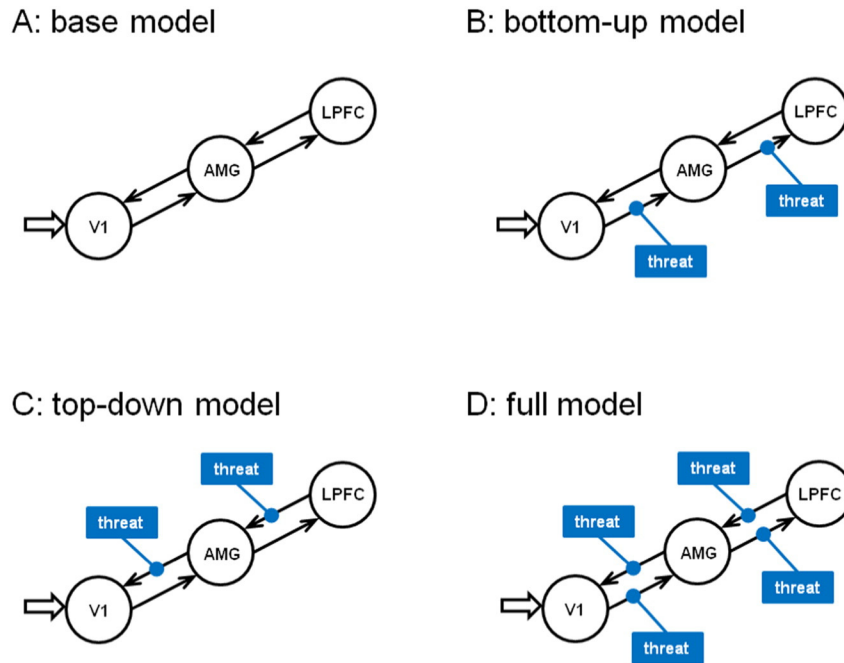 A: base model
LPFC
AMG
V1
B: bottom-up model
LPFC
AMG
threat
V1
threat
C: top-down model
threat
LPFC
threat
AMG
V1
D: full model
threat
LPFC
threat
AMG
threat
V1
threat